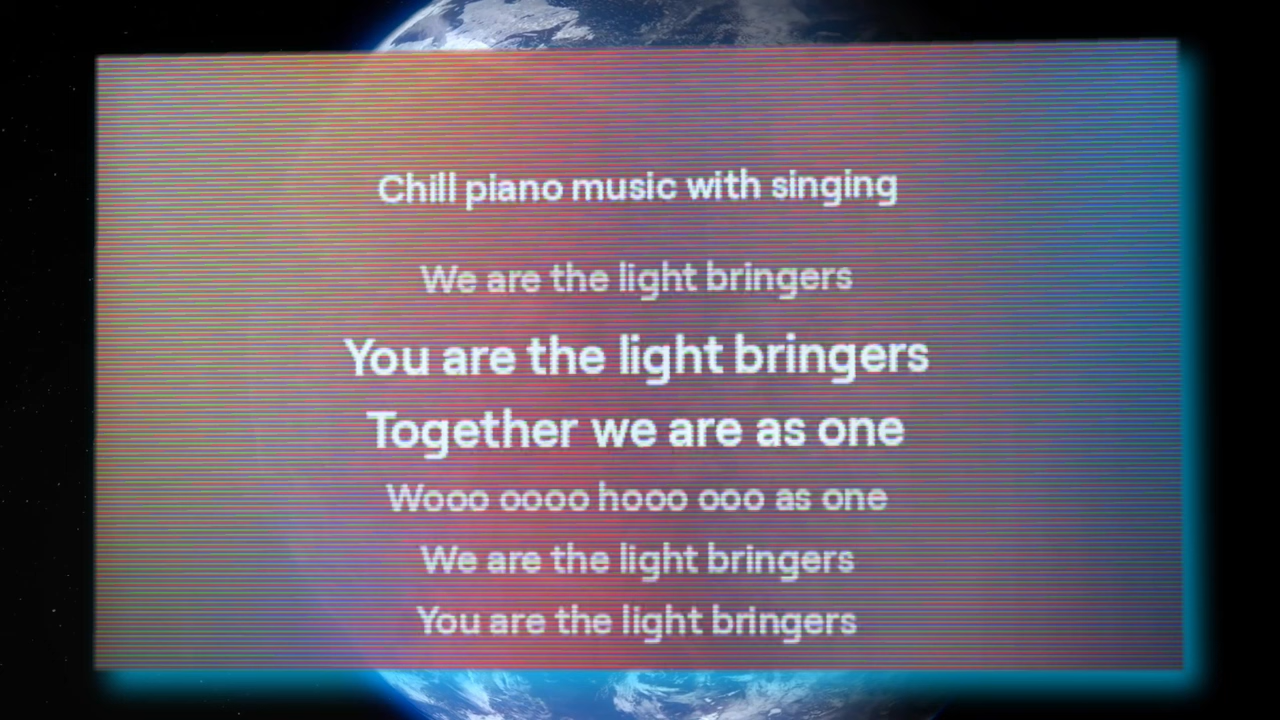 Chill piano music with singing
We are the light bringers
You are the light bringers
Together we are as one
Wooo oooo hooo ooo as one
We are the light bringers
You are the light bringers